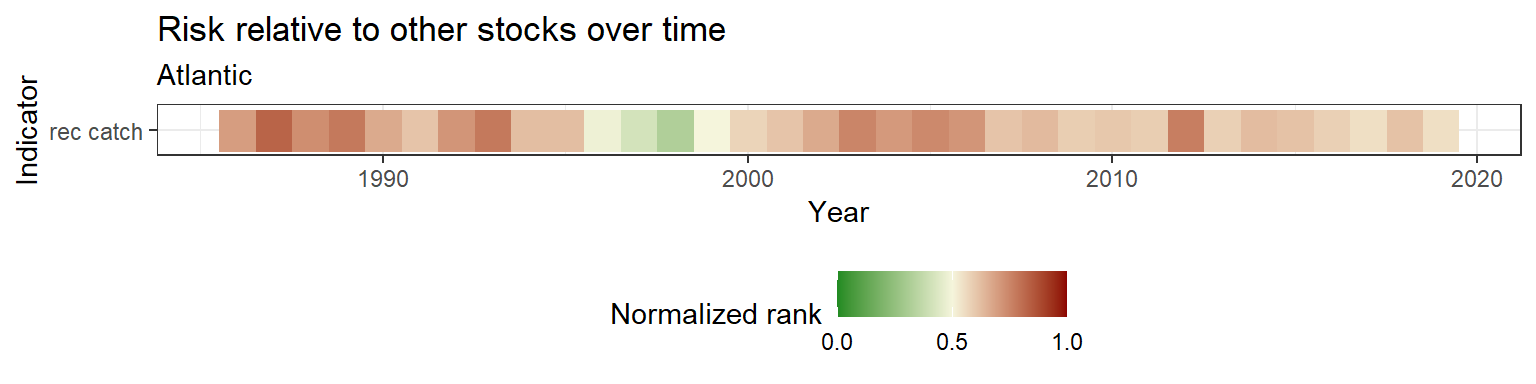 Risk relative to other stocks over time
Atlantic
Indicator
rec catch
1990 2000 2010 2020
Year
Normalized rank
0.0 0.5 1.0